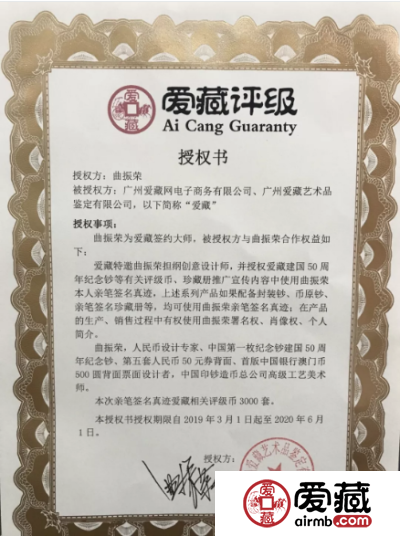 爱藏
爱藏评级
Ai Cang Guaranty
授权书
授权方：曲振荣
被授权方：广州爱藏网电子商务有限公司、广州爱藏艺术品
鉴定有限公司，以下简称“爱藏”
授权事项：
曲振荣为爱藏签约大师，被授权方与曲振荣合作权益如
下：
爱藏特邀曲振荣担纲创意设计师，并授权爱藏建国50周
年纪念钞等有关评级币、珍藏册推广宣传内容中使用曲振荣
本人亲笔签名真迹，上述系列产品如果配备封装钞、币原钞、
亲笔签名珍藏册等，均可使用曲振荣亲笔签名真迹；在产品
的生产、销售过程中有权使用曲振荣署名权、肖像权、个人
简介。
曲振荣，人民币设计专家、中国第一枚纪念钞建国50周
年纪念钞、第五套人民币50元券背面、首版中国银行澳门币
500圆背面票面设计者，中国印钞造币总公司高级工艺美术
师。
本次亲笔签名真迹爱藏相关评级币3000套。
本授权书授权期限自2019年3月1日起至2020年6月
1日。
授权方：
曲振荣
爱藏艺术品鉴定
爱藏
爱藏
airmb.com